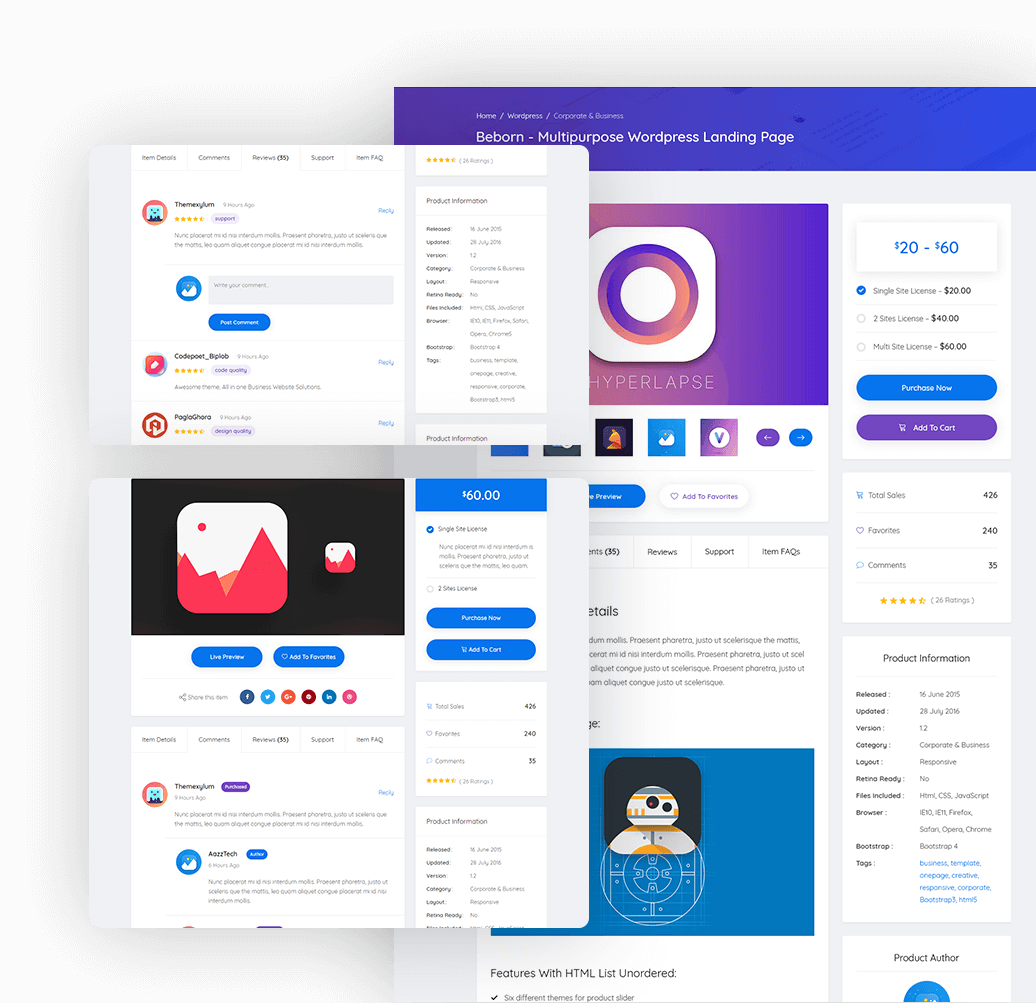 Home / Wordpress / Corporate & Business
Beborn - Multipurpose Wordpress Landing Page
Item Details
Comments
Reviews (35)
Support
Item FAQ
Themexylum 9 Hours Ago
Reply
support
Nunc placerat mi id nisi interdum mollis. Praesent pharetra, justo ut sceleris que
the mattis, leo quam aliquet congue placerat mi id nisi interdum mollis.
Write your comment...
Post Comment
Codepoet_Biplob 9 Hours Ago
Reply
code quality
Awesome theme. All in one Business Website Solutions.
PaglaGhora 9 Hours Ago
Reply
design quality
( 26 Ratings )
Product Information
Released : 16 June 2015
Updated : 28 July 2016
Version : 1.2
Category : Corporate & Business
Layout : Responsive
Retina Ready : No
Files Included : Html, CSS, JavaScript
Browser : IE10, IE11, Firefox, Safari,
Opera, Chrome5
Bootstrap : Bootstrap 4
Tags : business, template,
onepage, creative,
responsive, corporate,
Bootstrap3, html5
Product Information
HYPERLAPSE
V
e Preview
Add To Favorites
$20 - $60
Single Site License – $20.00
2 Sites License – $40.00
Multi Site License – $60.00
Purchase Now
Add To Cart
Total Sales 426
Favorites 240
Comments 35
( 26 Ratings )
$60.00
Single Site License
Nunc placerat mi id nisi interdum is
mollis. Praesent pharetra, justo ut
sceleris que the mattis, leo quam.
2 Sites License
Purchase Now
Add To Cart
Live Preview
Add To Favorites
Share this item
f
G+
in
Total Sales 426
Favorites 240
Comments 35
( 26 Ratings )
Item Details
Comments
Reviews (35)
Support
Item FAQ
Themexylum Purchased
Reply
9 Hours Ago
Nunc placerat mi id nisi interdum mollis. Praesent pharetra, justo ut sceleris que
the mattis, leo quam aliquet congue placerat mi id nisi interdum mollis.
AazzTech Author
6 Hours Ago
Nunc placerat mi id nisi interdum mollis. Praesent pharetra, justo ut
sceleris que the mattis, leo quam aliquet congue placerat mi id nisi interdum
mollis.
Product Information
Released : 16 June 2015
Updated : 28 July 2016
Version : 1.2
Category : Corporate & Business
Layout : Responsive
Retina Ready : No
Files Included : Html, CSS, JavaScript
ents (35)
Reviews
Support
Item FAQs
etails
dum mollis. Praesent pharetra, justo ut scelerisque the mattis,
cerat mi id nisi interdum mollis. Praesent pharetra, justo ut scel
aliquet congue justo ut scelerisque. Praesent pharetra, justo ut
uam aliquet congue justo ut scelerisque.
ge:
Features With HTML List Unordered:
Six different themes for product slider
Product Information
Released : 16 June 2015
Updated : 28 July 2016
Version : 1.2
Category : Corporate & Business
Layout : Responsive
Retina Ready : No
Files Included : Html, CSS, JavaScript
Browser : IE10, IE11, Firefox,
Safari, Opera, Chrome
Bootstrap : Bootstrap 4
Tags : business, template,
onepage, creative,
responsive, corporate,
Bootstrap3, html5
Product Author